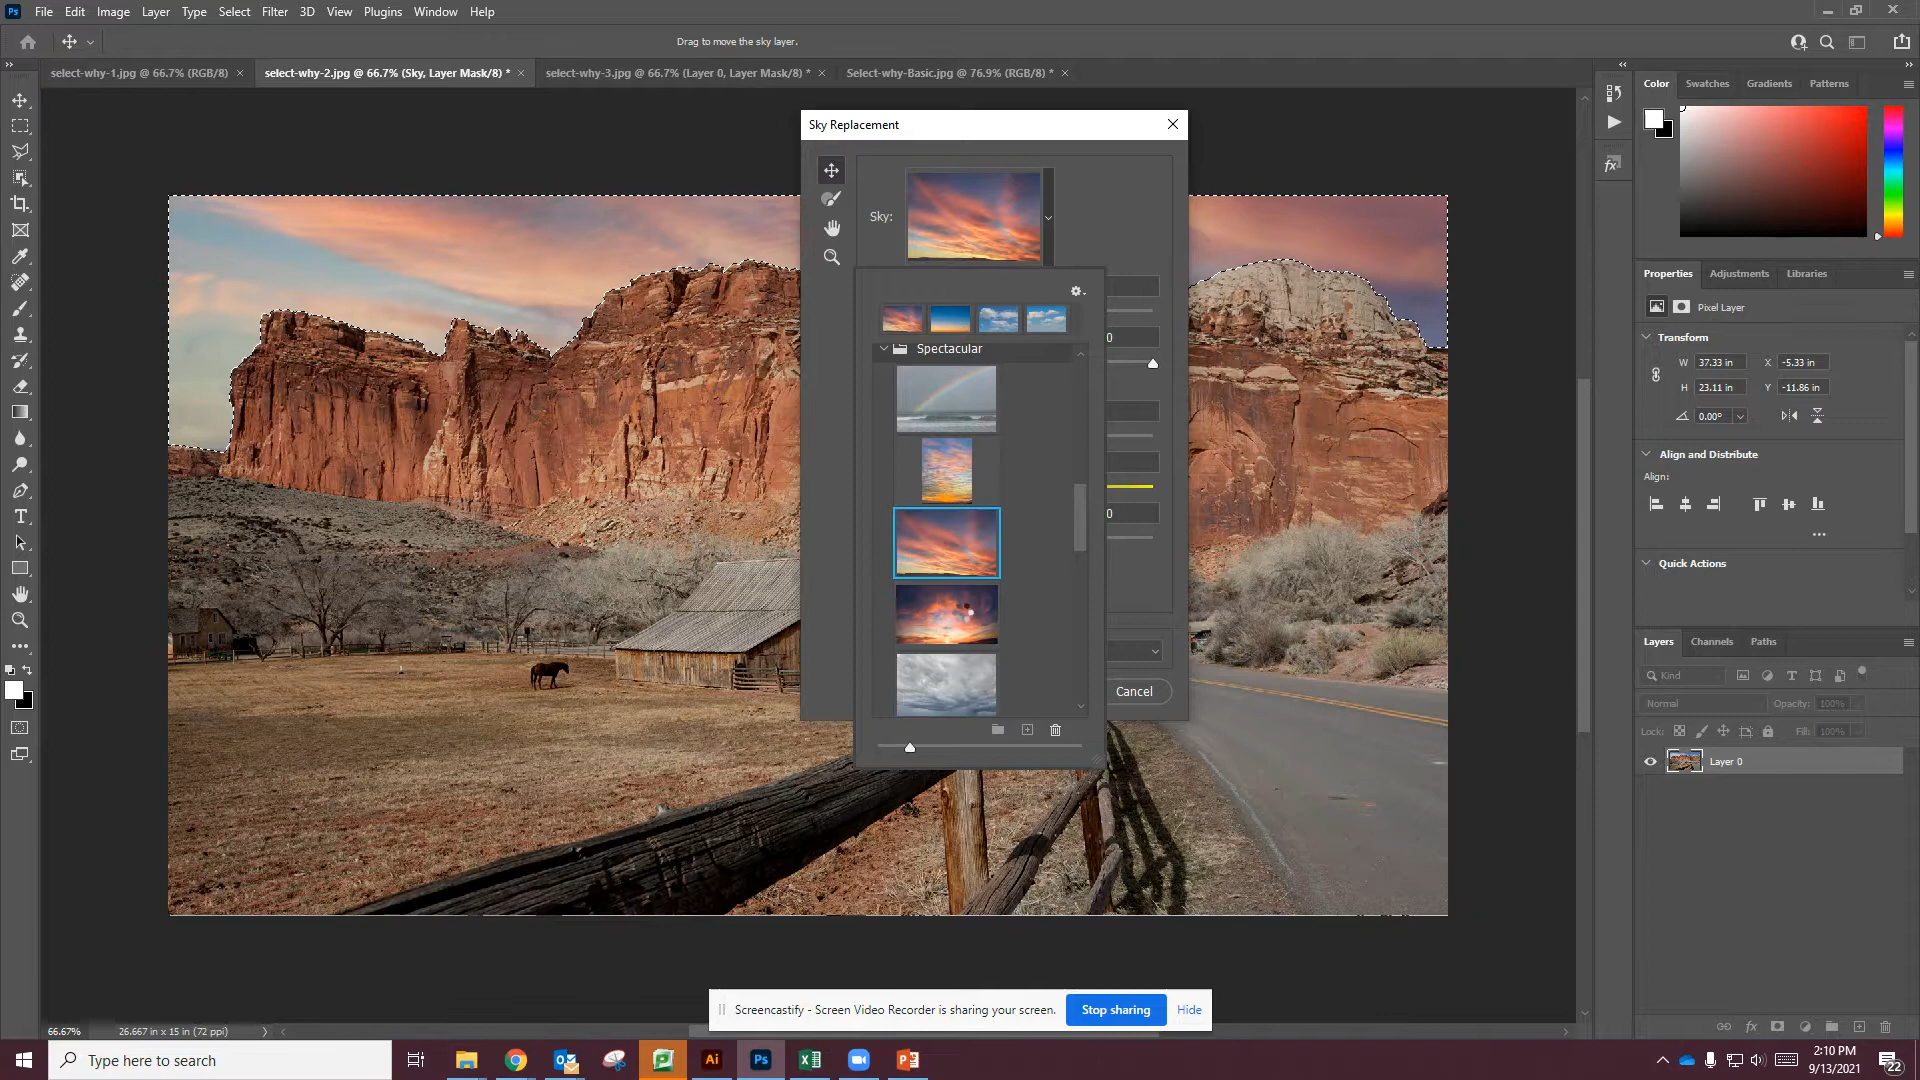 Ps File Edit Image Layer Type Select Filter 3D View Plugins Window Help
Drag to move the sky layer.
select-why-1.jpg @ 66.7% (RGB/8) select-why-2.jpg @ 66.7% (Sky, Layer Mask/8) * select-why-3.jpg @ 66.7% (Layer 0, Layer Mask/8) * Select-why-Basic.jpg @ 76.9% (RGB/8) *
Color Swatches Gradients Patterns
Sky Replacement
Sky:
Spectacular
0
0
Cancel
fx
Properties Adjustments Libraries
Pixel Layer
Transform
W 37.33 in X -5.33 in
H 23.11 in Y -11.86 in
0.00°
Align and Distribute
Align:
Quick Actions
Layers Channels Paths
Kind
Normal Opacity: 100%
Lock: Fill: 100%
Layer 0
fx
Screencastify - Screen Video Recorder is sharing your screen. Stop sharing Hide
66.67% 26.667 in x 15 in (72 ppi)
Type here to search
Ai Ps
2:10 PM
9/13/2021
22